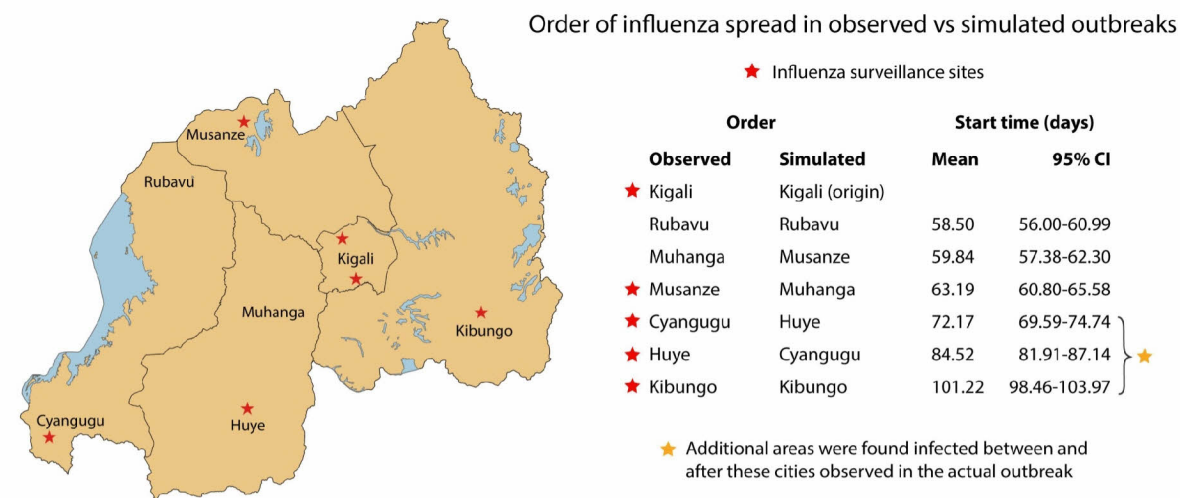 Order of influenza spread in observed vs simulated outbreaks
Influenza surveillance sites
Order Start time (days)
Observed Simulated Mean 95% CI
Kigali Kigali (origin)
Rubavu Rubavu 58.50 56.00-60.99
Muhanga Musanze 59.84 57.38-62.30
Musanze Muhanga 63.19 60.80-65.58
Cyangugu Huye 72.17 69.59-74.74
Huye Cyangugu 84.52 81.91-87.14
Kibungo Kibungo 101.22 98.46-103.97
Additional areas were found infected between and
after these cities observed in the actual outbreak
Musanze
Rubavu
Kigali
Muhanga
Kibungo
Cyangugu
Huye